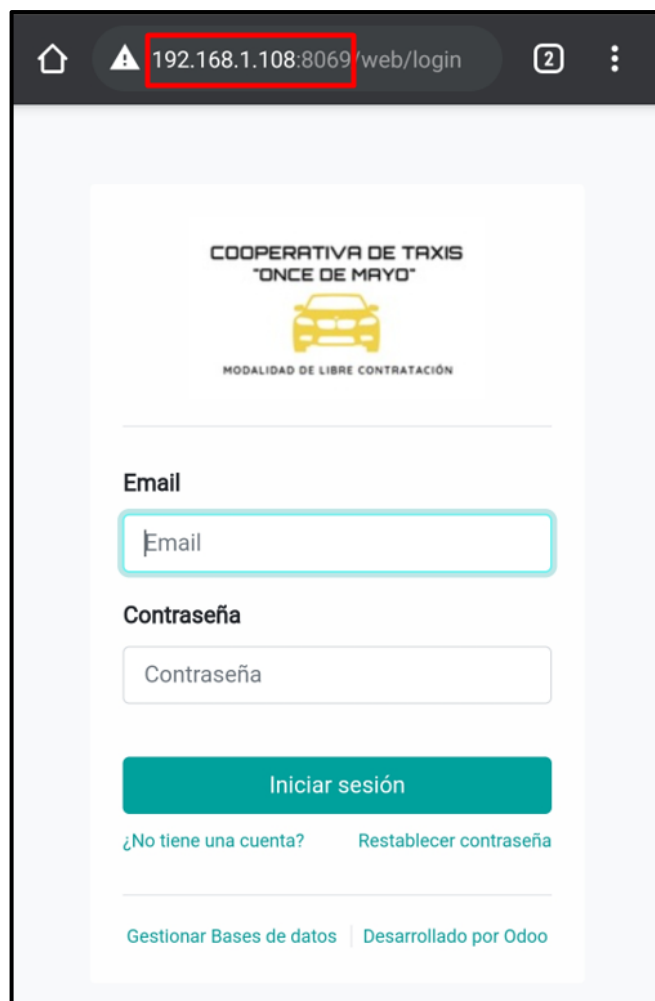 192.168.1.108:8069/web/login
2
COOPERATIVA DE TAXIS
"ONCE DE MAYO"
MODALIDAD DE LIBRE CONTRATACIÓN
Email
Email
Contraseña
Contraseña
Iniciar sesión
¿No tiene una cuenta? Restablecer contraseña
Gestionar Bases de datos | Desarrollado por Odoo